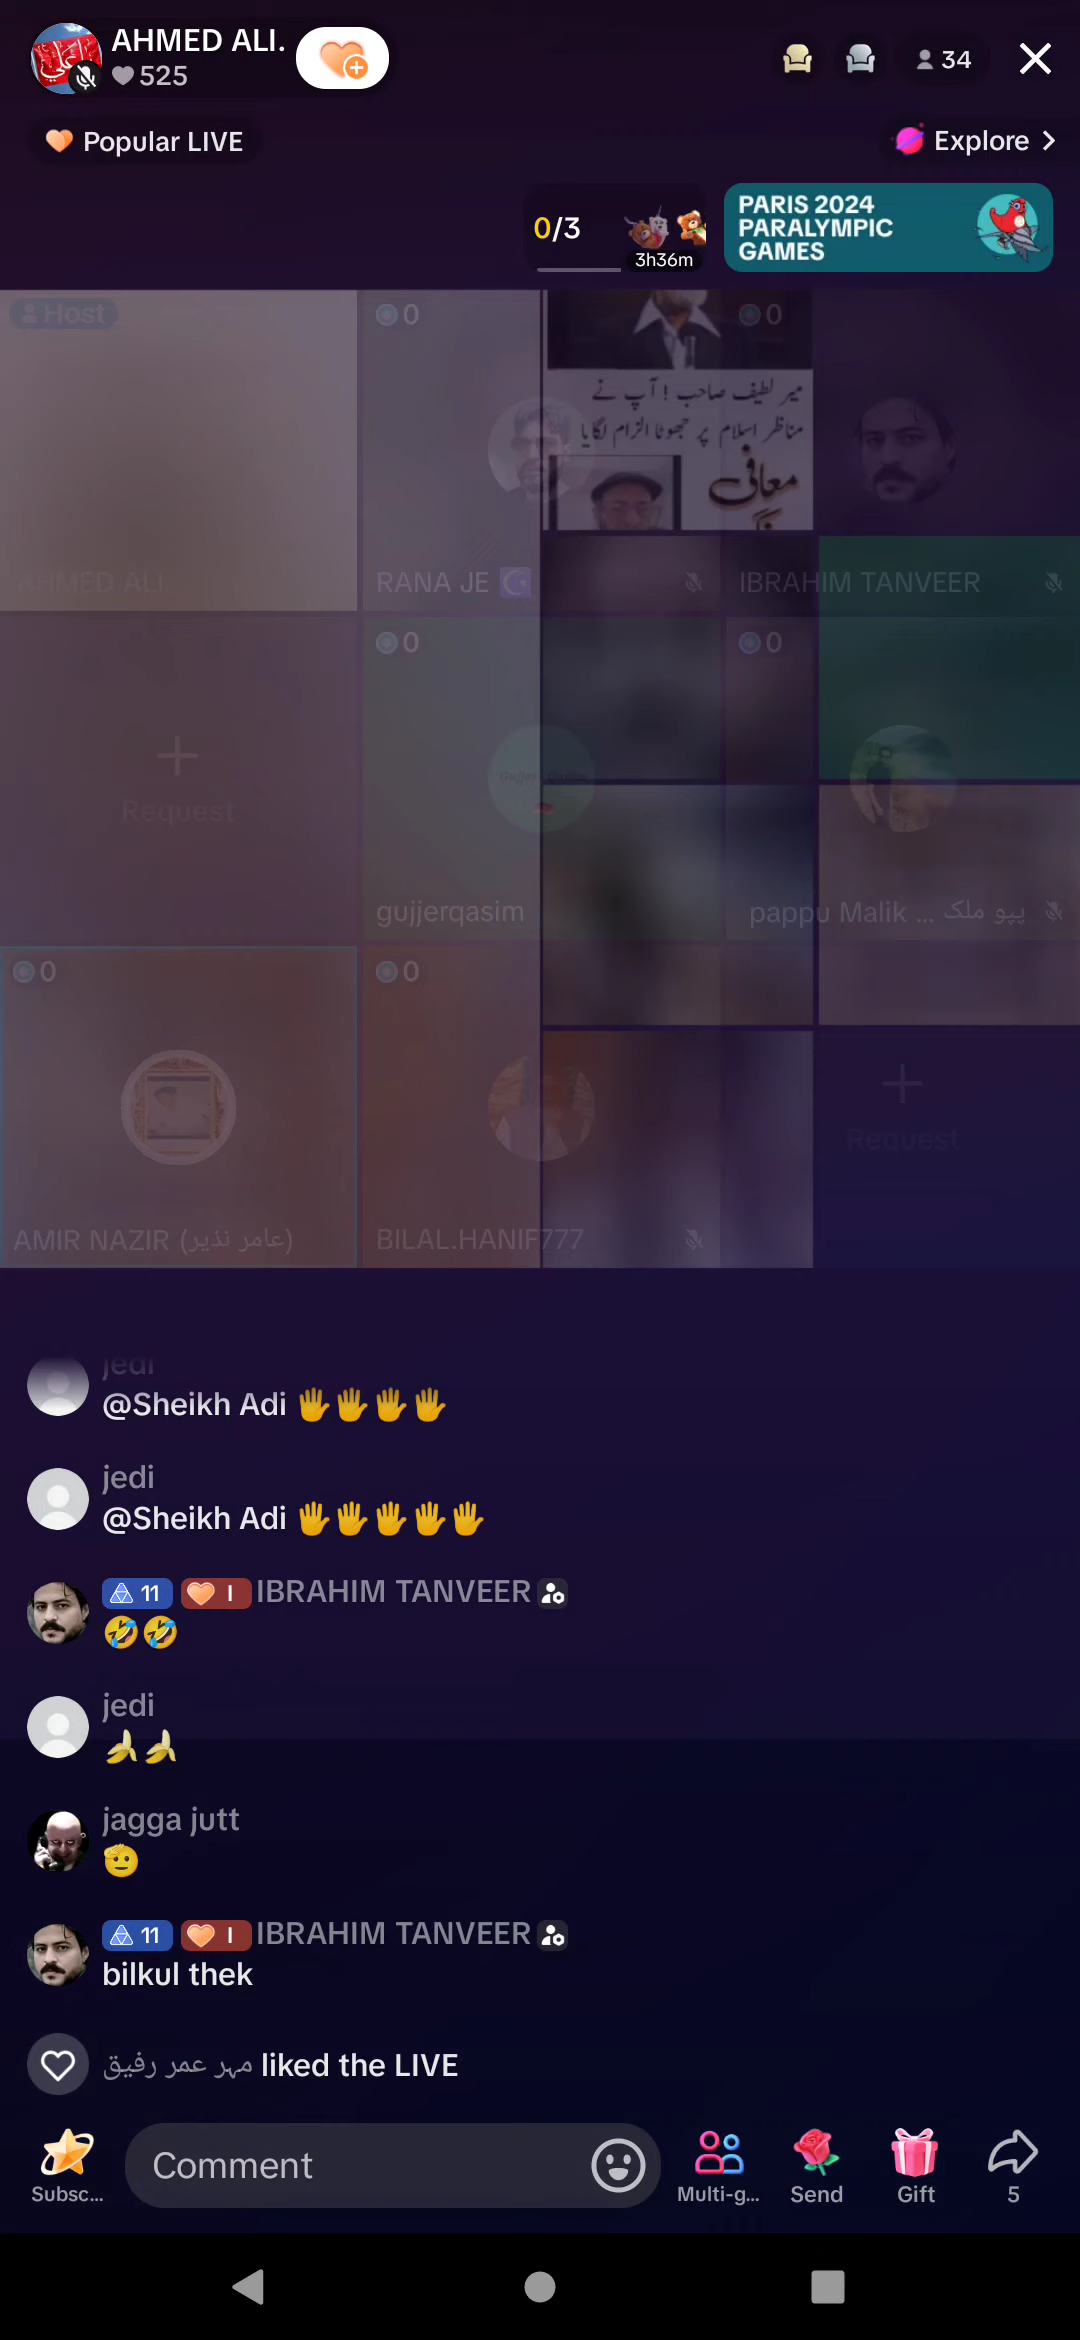 AHMED ALI.
525
34
Popular LIVE
Explore
0/3
3h36m
PARIS 2024
PARALYMPIC
GAMES
Host
0
0
میر لطیف صاحب ! آپ نے
مناظر اسلام پر جھوٹا الزام لگایا
معافی
AHMED ALI
RANA JE
IBRAHIM TANVEER
0
0
Request
gujjerqasim
pappu Malik ... پپو ملک
0
0
Request
AMIR NAZIR (عامر نذیر)
BILAL.HANIF777
jedi
@Sheikh Adi 🖐🖐🖐🖐
jedi
@Sheikh Adi 🖐🖐🖐🖐🖐
11 I IBRAHIM TANVEER
🤣🤣
jedi
🍌🍌
jagga jutt
🫡
11 I IBRAHIM TANVEER
bilkul thek
مہر عمر رفیق liked the LIVE
Subsc...
Comment
Multi-g...
Send
Gift
5